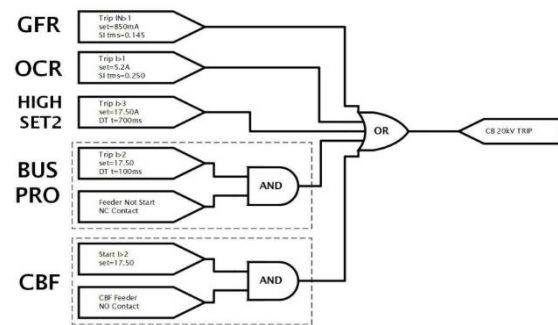 GFR
Trip IN>1
set=850mA
SI tms=0.145
OCR
Trip I>1
set=5.2A
SI tms=0.250
HIGH
SET2
Trip I>3
set=17.50A
DT t=700ms
OR
CB 20kV TRIP
BUS
PRO
Trip I>2
set=17.50
DT t=100ms
AND
Feeder Not Start
NC Contact
CBF
Start I>2
set=17.50
AND
CBF Feeder
NO Contact